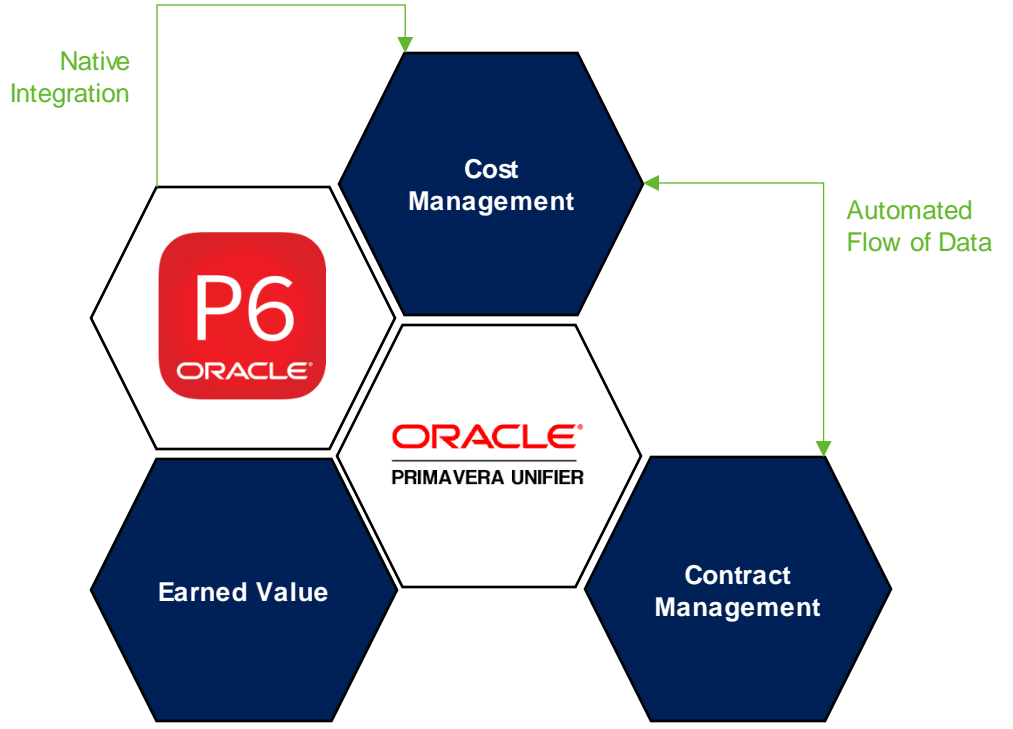 Native
Integration
Cost
Management
Automated
Flow of Data
P6
ORACLE®
ORACLE®
PRIMAVERA UNIFIER
Earned Value
Contract
Management